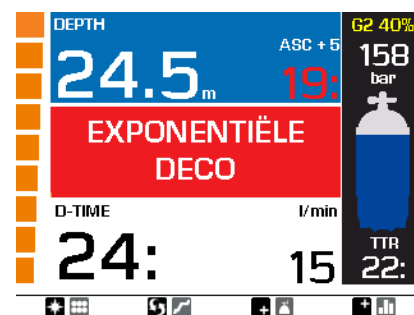 DEPTH
ASC + 5
24.5m
19:
EXPONENTIËLE
DECO
D-TIME
l/min
24:
15
G2 40%
158
bar
TTR
22: